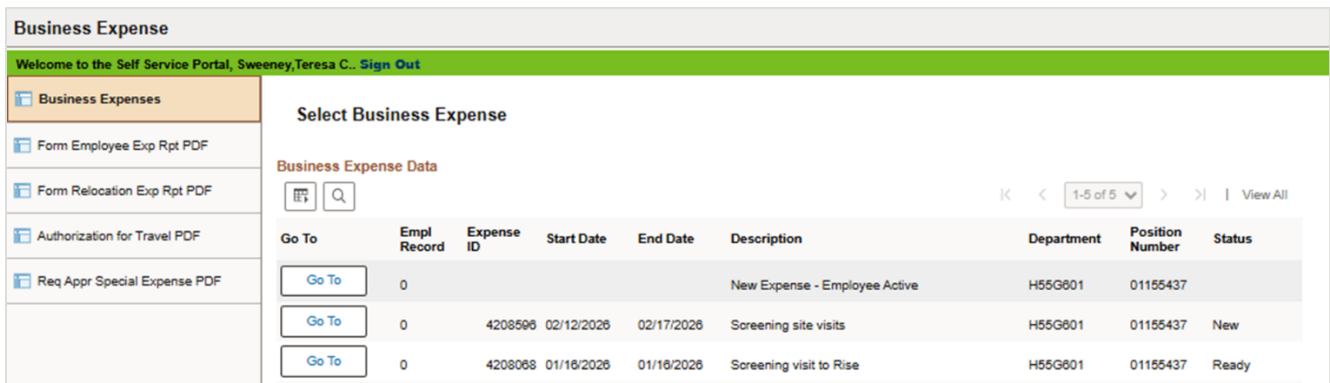 Business Expense
Welcome to the Self Service Portal, Sweeney,Teresa C.. Sign Out
Business Expenses
Form Employee Exp Rpt PDF
Form Relocation Exp Rpt PDF
Authorization for Travel PDF
Req Appr Special Expense PDF
Select Business Expense
Business Expense Data
1-5 of 5 | View All
Go To Empl Record Expense ID Start Date End Date Description Department Position Number Status
Go To 0 New Expense - Employee Active H55G601 01155437
Go To 0 4208596 02/12/2026 02/17/2026 Screening site visits H55G601 01155437 New
Go To 0 4208068 01/16/2026 01/16/2026 Screening visit to Rise H55G601 01155437 Ready